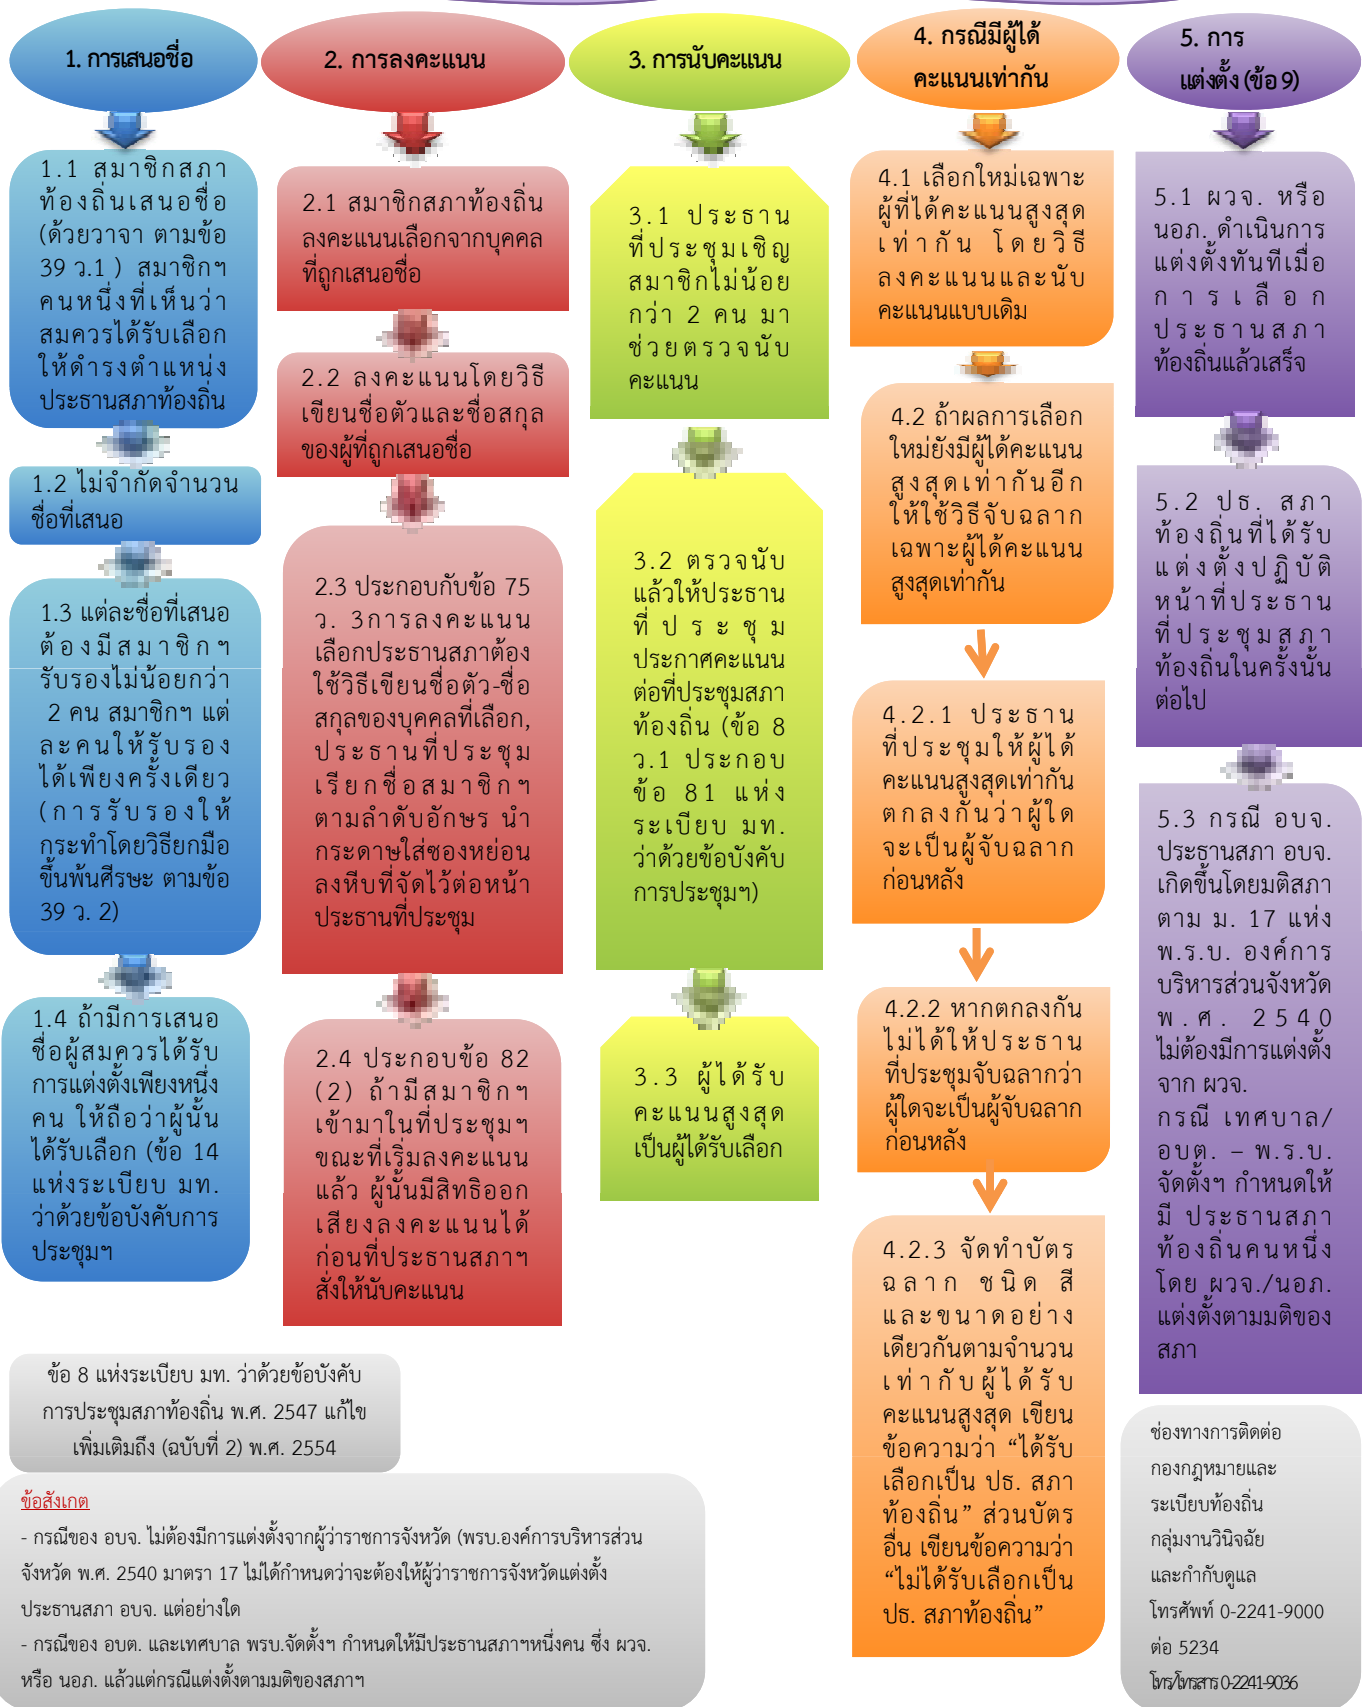 1. การเสนอชื่อ
1.1 สมาชิกสภา
ท้องถิ่นเสนอชื่อ
(ด้วยวาจา ตามข้อ
39 ว.1 ) สมาชิกฯ
คนหนึ่งที่เห็นว่า
สมควรได้รับเลือก
ให้ดำรงตำแหน่ง
ประธานสภาท้องถิ่น
1.2 ไม่จำกัดจำนวน
ชื่อที่เสนอ
1.3 แต่ละชื่อที่เสนอ
ต้องมีสมาชิกฯ
รับรองไม่น้อยกว่า
2 คน สมาชิกฯ แต่
ละคนให้รับรอง
ได้เพียงครั้งเดียว
(การรับรองให้
กระทำโดยวิธียกมือ
ขึ้นพ้นศีรษะ ตามข้อ
39 ว. 2)
1.4 ถ้ามีการเสนอ
ชื่อผู้สมควรได้รับ
การแต่งตั้งเพียงหนึ่ง
คน ให้ถือว่าผู้นั้น
ได้รับเลือก (ข้อ 14
แห่งระเบียบ มท.
ว่าด้วยข้อบังคับการ
ประชุมฯ
2. การลงคะแนน
2.1 สมาชิกสภาท้องถิ่น
ลงคะแนนเลือกจากบุคคล
ที่ถูกเสนอชื่อ
2.2 ลงคะแนนโดยวิธี
เขียนชื่อตัวและชื่อสกุล
ของผู้ที่ถูกเสนอชื่อ
2.3 ประกอบกับข้อ 75
ว. 3การลงคะแนน
เลือกประธานสภาต้อง
ใช้วิธีเขียนชื่อตัว-ชื่อ
สกุลของบุคคลที่เลือก,
ประธานที่ประชุม
เรียกชื่อสมาชิกฯ
ตามลำดับอักษร นำ
กระดาษใส่ซองหย่อน
ลงหีบที่จัดไว้ต่อหน้า
ประธานที่ประชุม
2.4 ประกอบข้อ 82
(2) ถ้ามีสมาชิกฯ
เข้ามาในที่ประชุมฯ
ขณะที่เริ่มลงคะแนน
แล้ว ผู้นั้นมีสิทธิออก
เสียงลงคะแนนได้
ก่อนที่ประธานสภาฯ
สั่งให้นับคะแนน
3. การนับคะแนน
3.1 ประธาน
ที่ประชุมเชิญ
สมาชิกไม่น้อย
กว่า 2 คน มา
ช่วยตรวจนับ
คะแนน
3.2 ตรวจนับ
แล้วให้ประธาน
ที่ประชุม
ประกาศคะแนน
ต่อที่ประชุมสภา
ท้องถิ่น (ข้อ 8
ว.1 ประกอบ
ข้อ 81 แห่ง
ระเบียบ มท.
ว่าด้วยข้อบังคับ
การประชุมฯ)
3.3 ผู้ได้รับ
คะแนนสูงสุด
เป็นผู้ได้รับเลือก
4. กรณีมีผู้ได้
คะแนนเท่ากัน
4.1 เลือกใหม่เฉพาะ
ผู้ที่ได้คะแนนสูงสุด
เท่ากัน โดยวิธี
ลงคะแนนและนับ
คะแนนแบบเดิม
4.2 ถ้าผลการเลือก
ใหม่ยังมีผู้ได้คะแนน
สูงสุดเท่ากันอีก
ให้ใช้วิธีจับฉลาก
เฉพาะผู้ได้คะแนน
สูงสุดเท่ากัน
4.2.1 ประธาน
ที่ประชุมให้ผู้ได้
คะแนนสูงสุดเท่ากัน
ตกลงกันว่าผู้ใด
จะเป็นผู้จับฉลาก
ก่อนหลัง
4.2.2 หากตกลงกัน
ไม่ได้ให้ประธาน
ที่ประชุมจับฉลากว่า
ผู้ใดจะเป็นผู้จับฉลาก
ก่อนหลัง
4.2.3 จัดทำบัตร
ฉลาก ชนิด สี
และขนาดอย่าง
เดียวกันตามจำนวน
เท่ากับผู้ได้รับ
คะแนนสูงสุด เขียน
ข้อความว่า “ได้รับ
เลือกเป็น ปธ. สภา
ท้องถิ่น” ส่วนบัตร
อื่น เขียนข้อความว่า
“ไม่ได้รับเลือกเป็น
ปธ. สภาท้องถิ่น”
5. การ
แต่งตั้ง (ข้อ 9)
5.1 ผวจ. หรือ
นอภ. ดำเนินการ
แต่งตั้งทันทีเมื่อ
การเลือก
ประธานสภา
ท้องถิ่นแล้วเสร็จ
5.2 ปธ. สภา
ท้องถิ่นที่ได้รับ
แต่งตั้งปฏิบัติ
หน้าที่ประธาน
ที่ประชุมสภา
ท้องถิ่นในครั้งนั้น
ต่อไป
5.3 กรณี อบจ.
ประธานสภา อบจ.
เกิดขึ้นโดยมติสภา
ตาม ม. 17 แห่ง
พ.ร.บ. องค์การ
บริหารส่วนจังหวัด
พ.ศ. 2540
ไม่ต้องมีการแต่งตั้ง
จาก ผวจ.
กรณี เทศบาล/
อบต. – พ.ร.บ.
จัดตั้งฯ กำหนดให้
มี ประธานสภา
ท้องถิ่นคนหนึ่ง
โดย ผวจ./นอภ.
แต่งตั้งตามมติของ
สภา
ข้อ 8 แห่งระเบียบ มท. ว่าด้วยข้อบังคับ
การประชุมสภาท้องถิ่น พ.ศ. 2547 แก้ไข
เพิ่มเติมถึง (ฉบับที่ 2) พ.ศ. 2554
ข้อสังเกต
- กรณีของ อบจ. ไม่ต้องมีการแต่งตั้งจากผู้ว่าราชการจังหวัด (พรบ.องค์การบริหารส่วน
จังหวัด พ.ศ. 2540 มาตรา 17 ไม่ได้กำหนดว่าจะต้องให้ผู้ว่าราชการจังหวัดแต่งตั้ง
ประธานสภา อบจ. แต่อย่างใด
- กรณีของ อบต. และเทศบาล พรบ.จัดตั้งฯ กำหนดให้มีประธานสภาฯหนึ่งคน ซึ่ง ผวจ.
หรือ นอภ. แล้วแต่กรณีแต่งตั้งตามมติของสภาฯ
ช่องทางการติดต่อ
กองกฎหมายและ
ระเบียบท้องถิ่น
กลุ่มงานวินิจฉัย
และกำกับดูแล
โทรศัพท์ 0-2241-9000
ต่อ 5234
โทร/โทรสาร 0-2241-9036